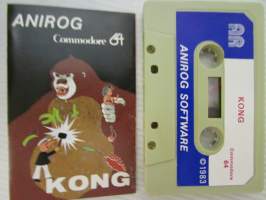 ANIROG
Commodore 64
KONG
AR
ANIROG SOFTWARE
©1983
KONG
Commodore
64